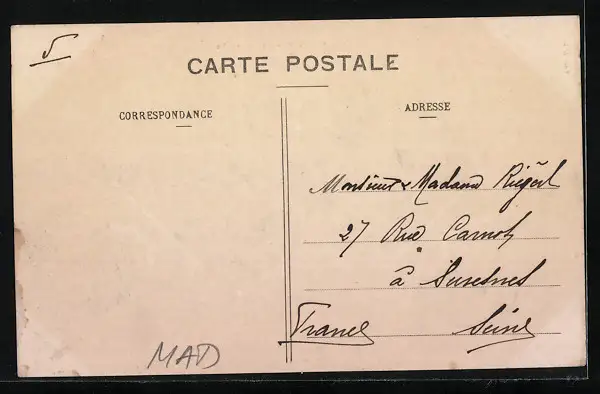 5
CARTE POSTALE
CORRESPONDANCE
ADRESSE
Monsieur & Madame
27 Rue Carnot
à Suresnes
France Seine
MAD